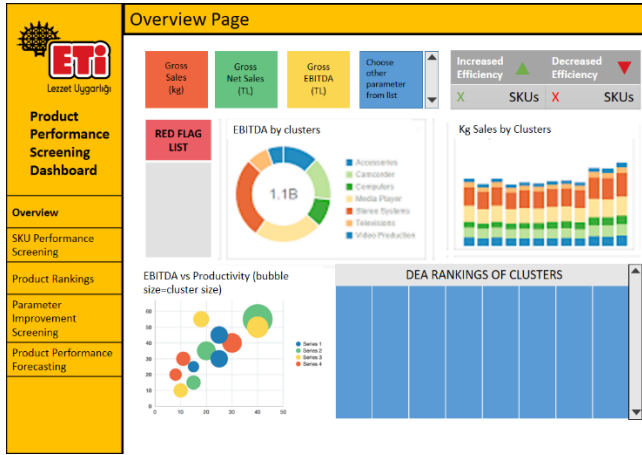 Overview Page
ETi
Lezzet Uygarlığı
Product
Performance
Screening
Dashboard
Overview
SKU Performance
Screening
Product Rankings
Parameter
Improvement
Screening
Product Performance
Forecasting
Gross
Sales
(kg)
Gross
Net Sales
(TL)
Gross
EBITDA
(TL)
Choose
other
parameter
from list
Increased
Efficiency
Decreased
Efficiency
X SKUs
X SKUs
RED FLAG
LIST
EBITDA by clusters
1.1B
Accessories
Camcorder
Computers
Media Player
Stereo Systems
Televisions
Video Production
Kg Sales by Clusters
EBITDA vs Productivity (bubble
size=cluster size)
60
50
40
30
20
10
0
0 10 20 30 40 50
Series 1
Series 2
Series 3
Series 4
DEA RANKINGS OF CLUSTERS